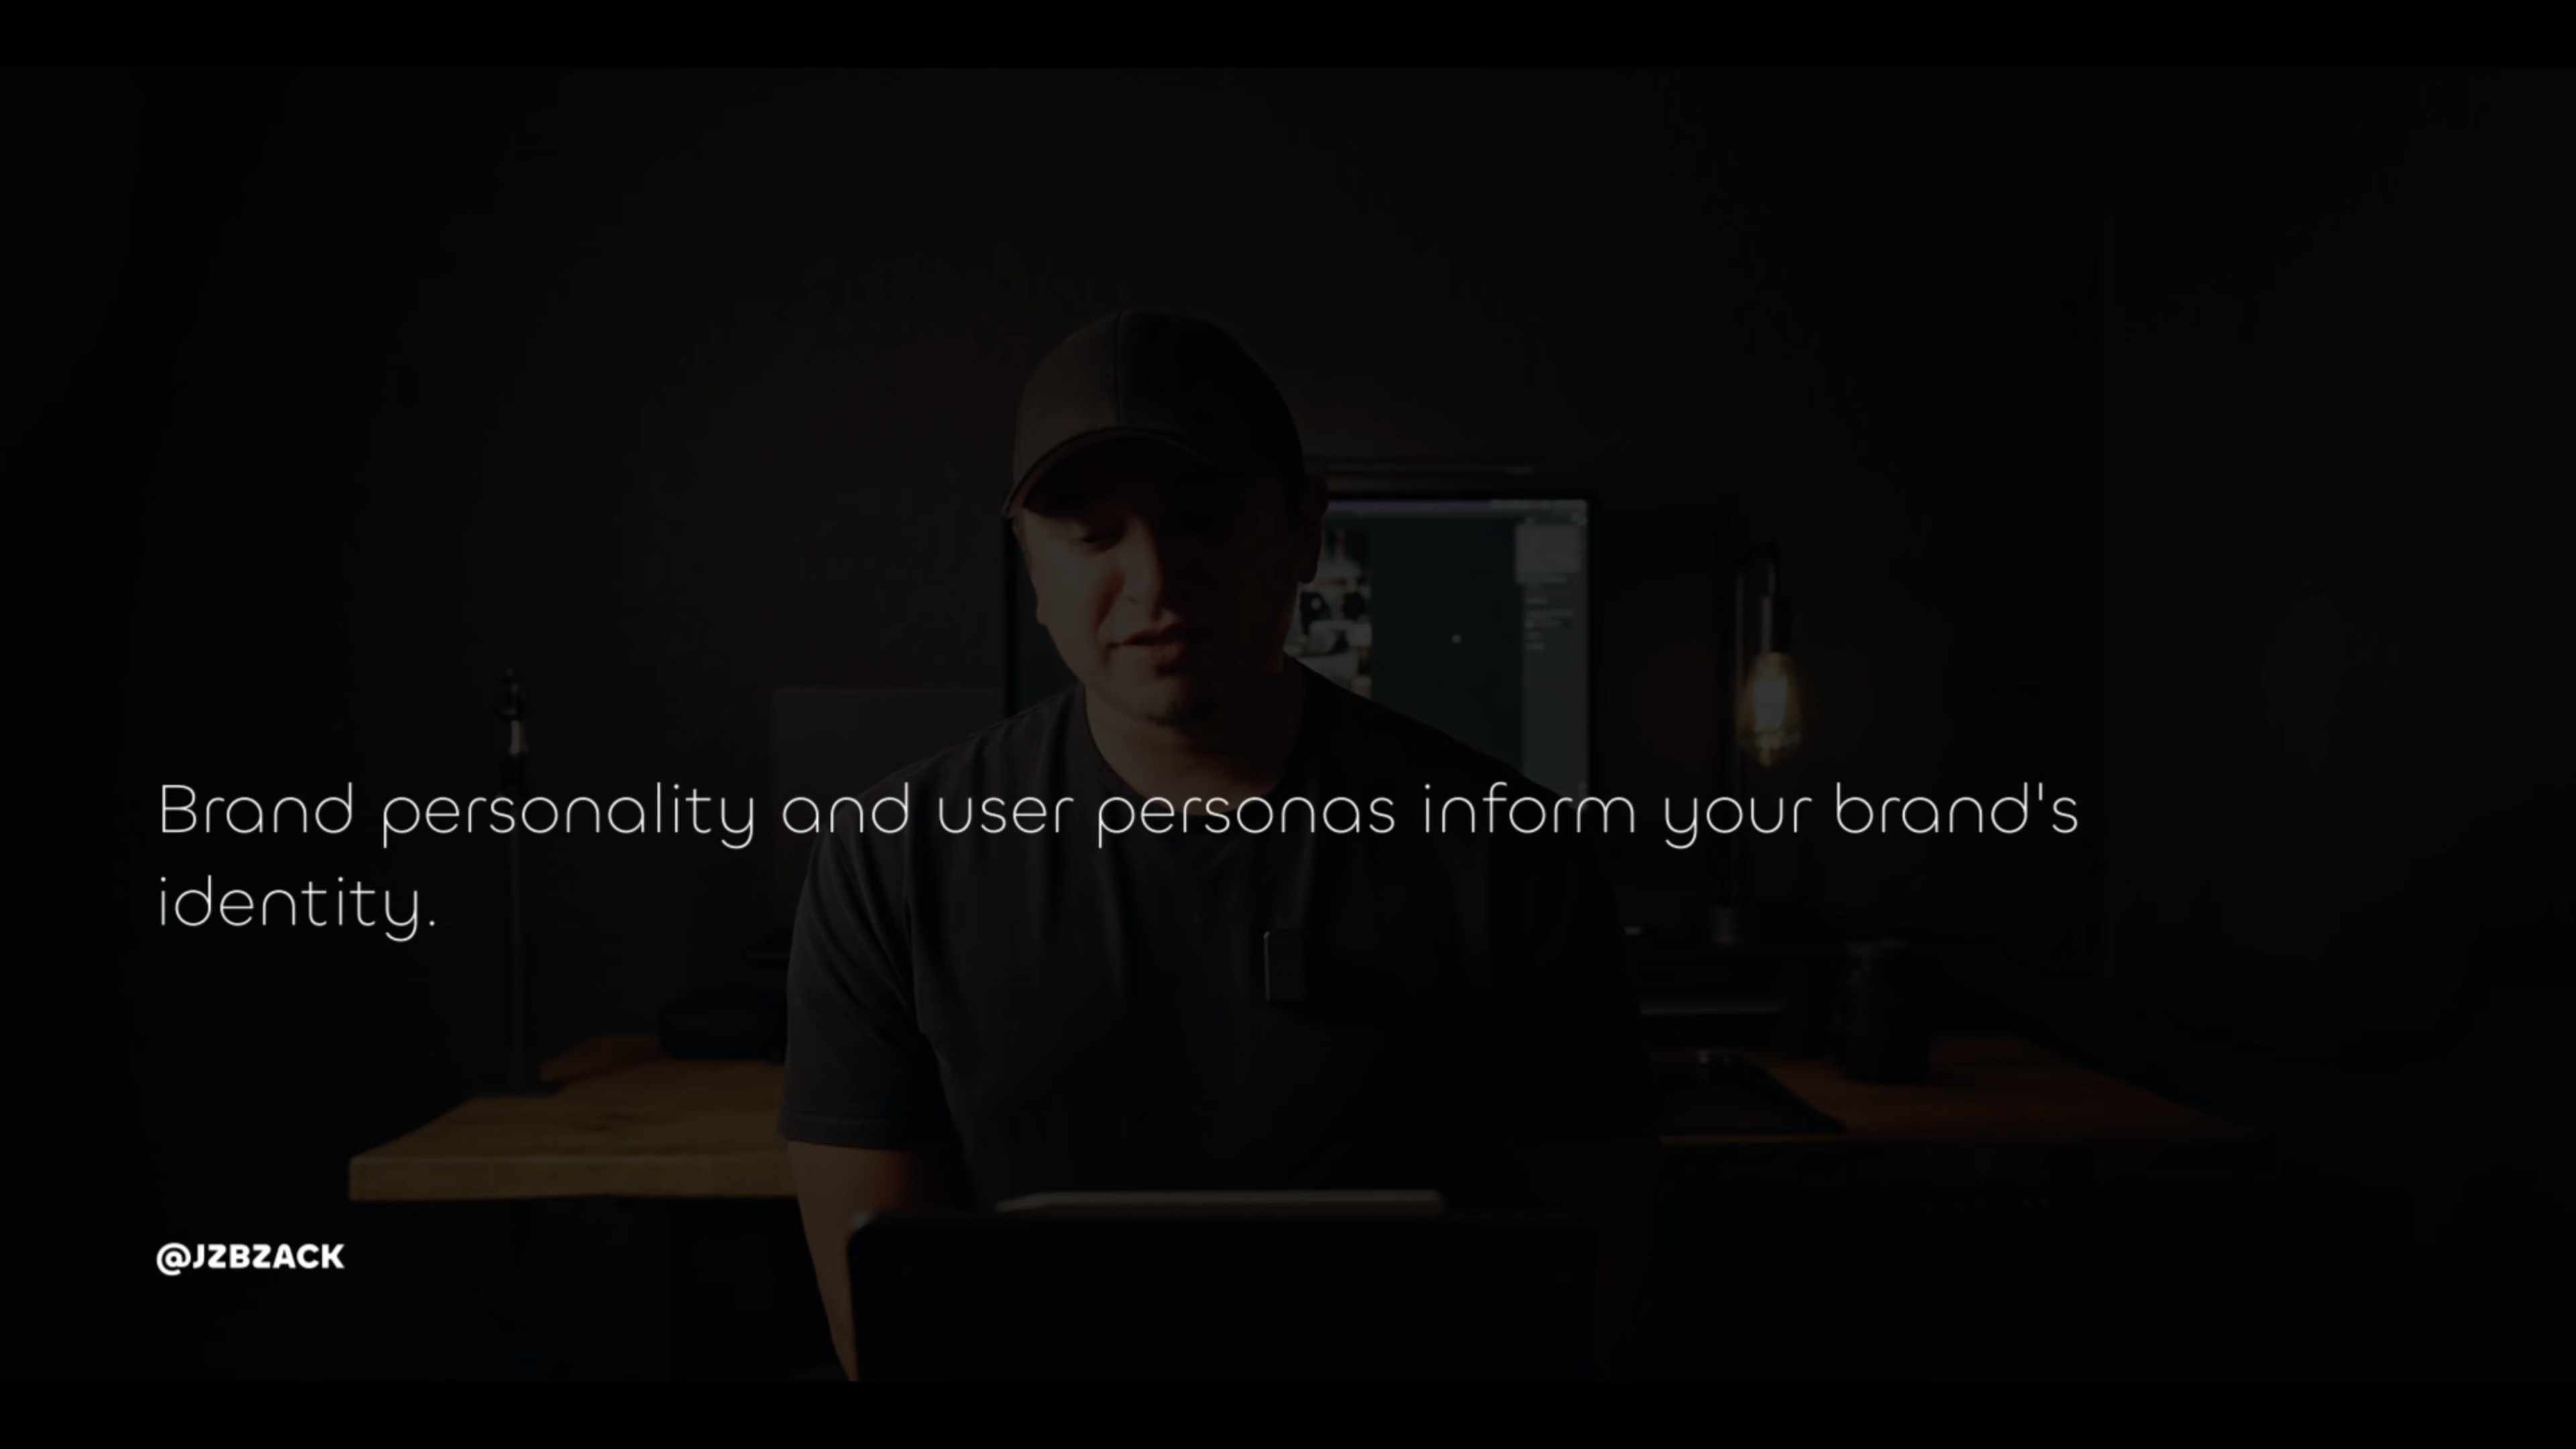 Brand personality and user personas inform your brand's
identity.
@JZBZACK